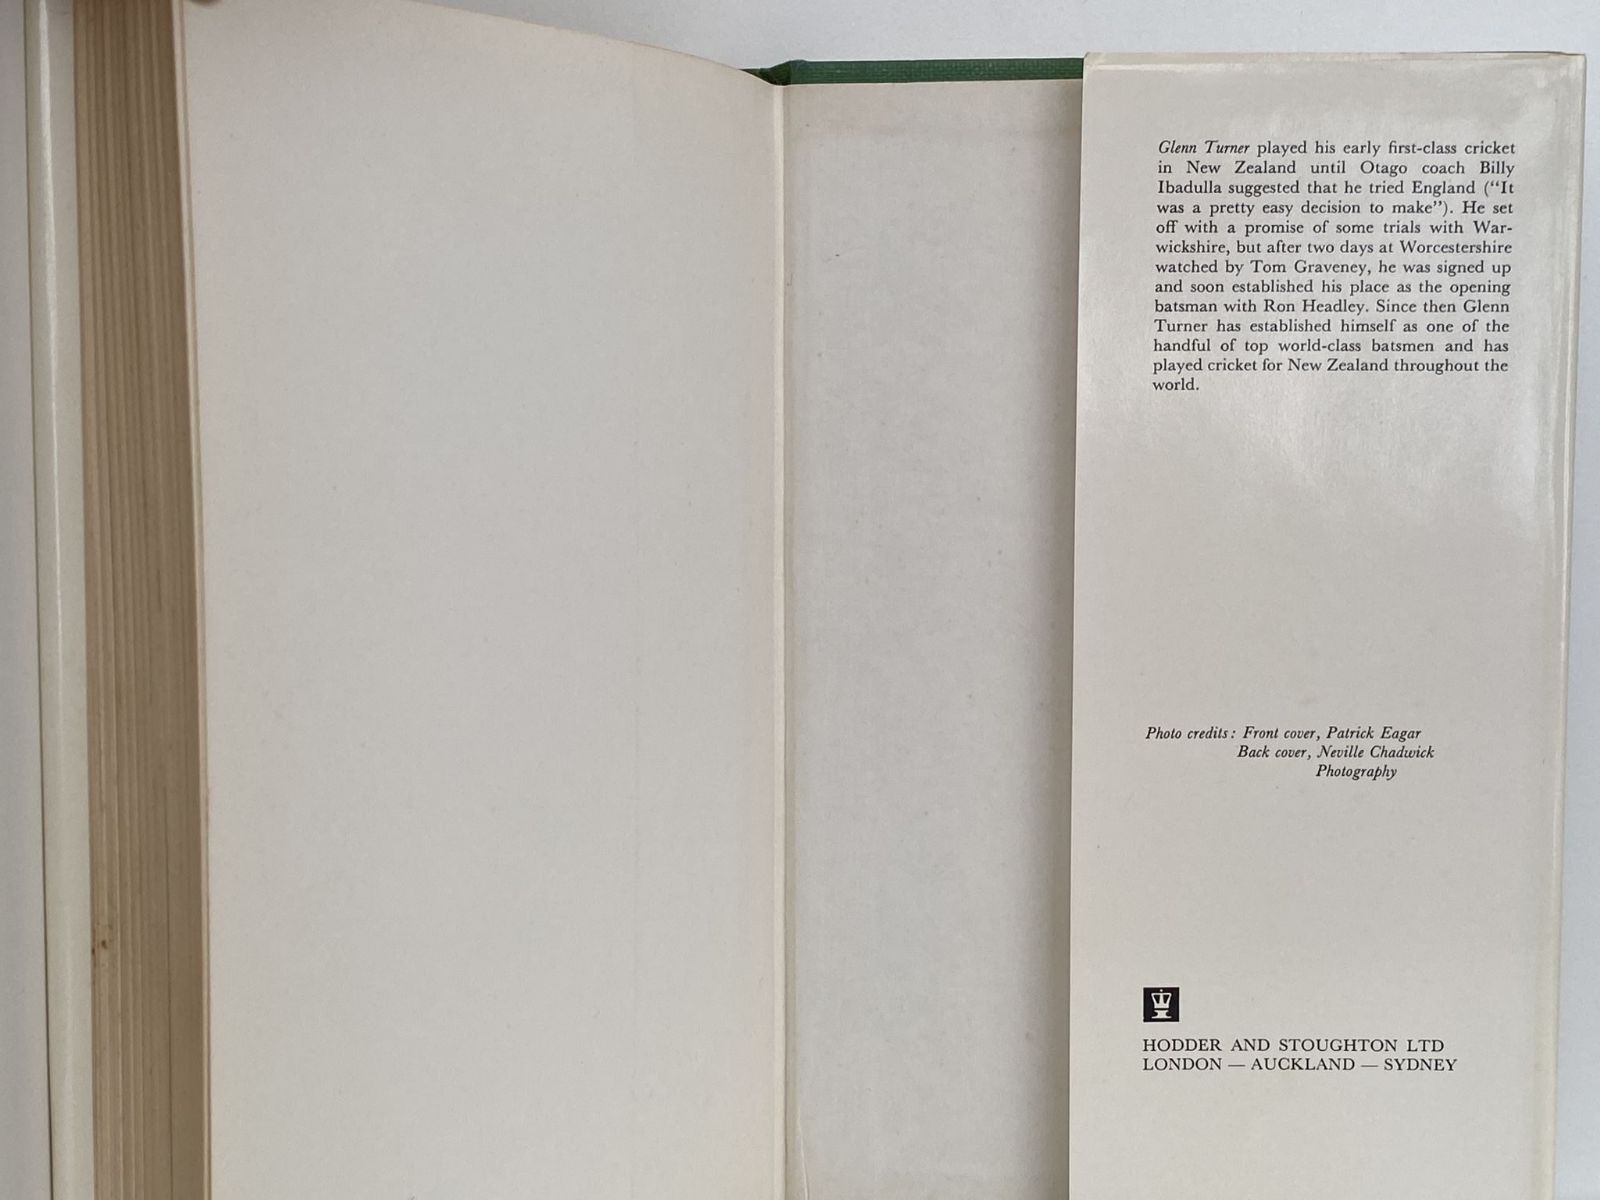 Glenn Turner played his early first-class cricket
in New Zealand until Otago coach Billy
Ibadulla suggested that he tried England (“It
was a pretty easy decision to make”). He set
off with a promise of some trials with War-
wickshire, but after two days at Worcestershire
watched by Tom Graveney, he was signed up
and soon established his place as the opening
batsman with Ron Headley. Since then Glenn
Turner has established himself as one of the
handful of top world-class batsmen and has
played cricket for New Zealand throughout the
world.
Photo credits: Front cover, Patrick Eagar
Back cover, Neville Chadwick
Photography
HODDER AND STOUGHTON LTD
LONDON — AUCKLAND — SYDNEY